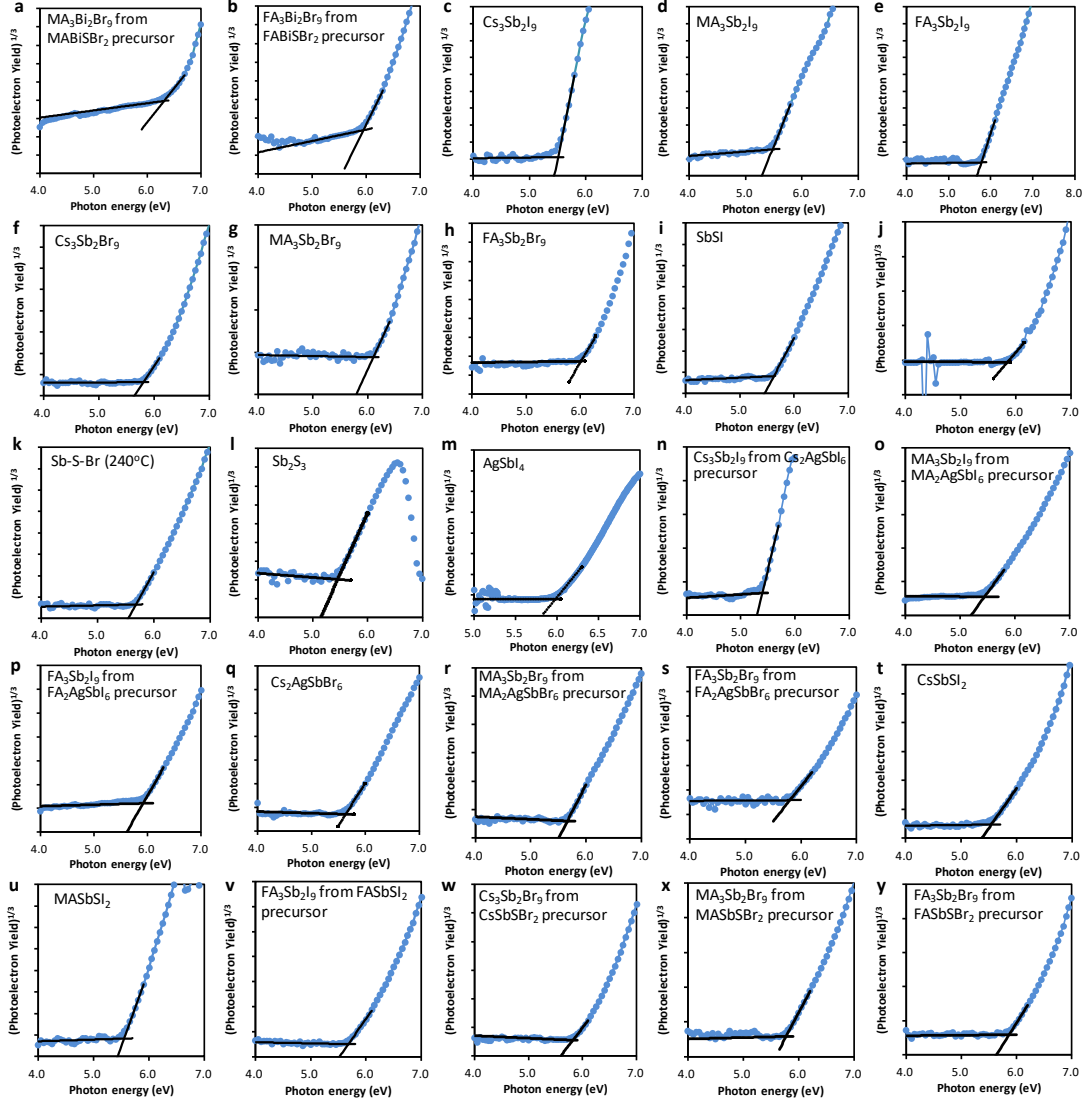 a
MA3Bi2Br9 from
MABiSBr2 precursor
(Photoelectron Yield) 1/3
4.0 5.0 6.0 7.0
Photon energy (eV)
b
FA3Bi2Br9 from
FABiSBr2 precursor
(Photoelectron Yield) 1/3
4.0 5.0 6.0 7.0
Photon energy (eV)
c
Cs3Sb2I9
(Photoelectron Yield) 1/3
4.0 5.0 6.0 7.0
Photon energy (eV)
d
MA3Sb2I9
(Photoelectron Yield) 1/3
4.0 5.0 6.0 7.0
Photon energy (eV)
e
FA3Sb2I9
(Photoelectron Yield) 1/3
4.0 5.0 6.0 7.0 8.0
Photon energy (eV)
f
Cs3Sb2Br9
(Photoelectron Yield) 1/3
4.0 5.0 6.0 7.0
Photon energy (eV)
g
MA3Sb2Br9
(Photoelectron Yield) 1/3
4.0 5.0 6.0 7.0
Photon energy (eV)
h
FA3Sb2Br9
(Photoelectron Yield) 1/3
4.0 5.0 6.0 7.0
Photon energy (eV)
i
SbSI
(Photoelectron Yield) 1/3
4.0 5.0 6.0 7.0
Photon energy (eV)
j
(Photoelectron Yield)1/3
4.0 5.0 6.0 7.0
Photon energy (eV)
k
Sb-S-Br (240oC)
(Photoelectron Yield)1/3
4.0 5.0 6.0 7.0
Photon energy (eV)
l
Sb2S3
(Photoelectron Yield)1/3
4.0 5.0 6.0 7.0
Photon energy (eV)
m
AgSbI4
(Photoelectron Yield)1/3
5.0 5.5 6.0 6.5 7.0
Photon energy (eV)
n
Cs3Sb2I9 from Cs2AgSbI6
precursor
(Photoelectron Yield)1/3
4.0 5.0 6.0 7.0
Photon energy (eV)
o
MA3Sb2I9 from
MA2AgSbI6 precursor
(Photoelectron Yield)1/3
4.0 5.0 6.0 7.0
Photon energy (eV)
p
FA3Sb2I9 from
FA2AgSbI6 precursor
(Photoelectron Yield)1/3
4.0 5.0 6.0 7.0
Photon energy (eV)
q
Cs2AgSbBr6
(Photoelectron Yield)1/3
4.0 5.0 6.0 7.0
Photon energy (eV)
r
MA3Sb2Br9 from
MA2AgSbBr6 precursor
(Photoelectron Yield)1/3
4.0 5.0 6.0 7.0
Photon energy (eV)
s
FA3Sb2Br9 from
FA2AgSbBr6 precursor
(Photoelectron Yield)1/3
4.0 5.0 6.0 7.0
Photon energy (eV)
t
CsSbSI2
(Photoelectron Yield)1/3
4.0 5.0 6.0 7.0
Photon energy (eV)
u
MASbSI2
(Photoelectron Yield)1/3
4.0 5.0 6.0 7.0
Photon energy (eV)
v
FA3Sb2I9 from FASbSI2
precursor
(Photoelectron Yield)1/3
4.0 5.0 6.0 7.0
Photon energy (eV)
w
Cs3Sb2Br9 from
CsSbSBr2 precursor
(Photoelectron Yield)1/3
4.0 5.0 6.0 7.0
Photon energy (eV)
x
MA3Sb2Br9 from
MASbSBr2 precursor
(Photoelectron Yield)1/3
4.0 5.0 6.0 7.0
Photon energy (eV)
y
FA3Sb2Br9 from
FASbSBr2 precursor
(Photoelectron Yield)1/3
4.0 5.0 6.0 7.0
Photon energy (eV)